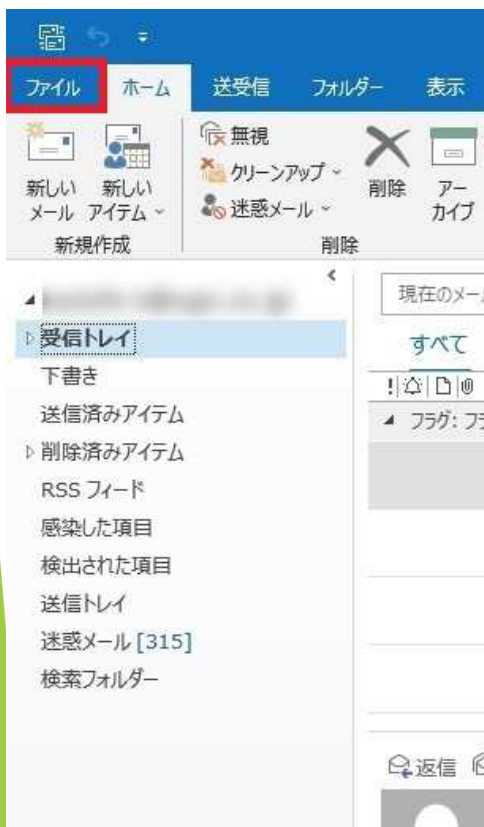 ファイル ホーム 送受信 フォルダー 表示
新しい
メール
新しい
アイテム
無視
クリーンアップ
迷惑メール
削除
アー
カイブ
新規作成
削除
受信トレイ
下書き
送信済みアイテム
削除済みアイテム
RSS フィード
感染した項目
検出された項目
送信トレイ
迷惑メール [315]
検索フォルダー
現在のメー
すべて
フラグ: フラ
返信